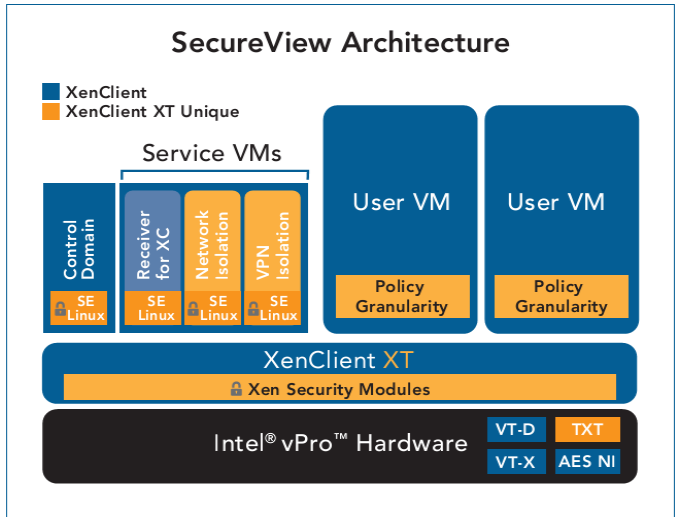 SecureView Architecture
XenClient
XenClient XT Unique
Service VMs
Control
Domain
SE
Linux
Receiver
for XC
SE
Linux
Network
Isolation
SE
Linux
VPN
Isolation
SE
Linux
User VM
Policy
Granularity
User VM
Policy
Granularity
XenClient XT
Xen Security Modules
Intel® vPro™ Hardware
VT-D
TXT
VT-X
AES NI